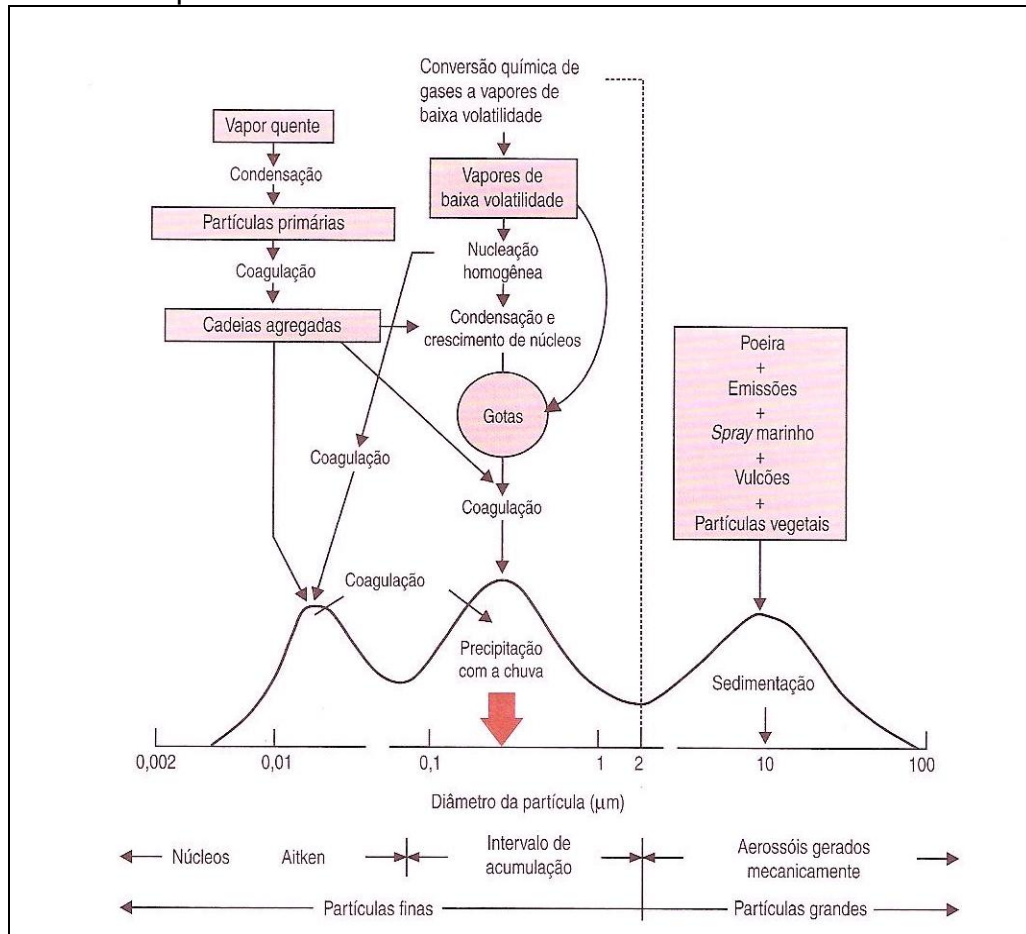 Conversão química de
gases a vapores de
baixa volatilidade
Vapor quente
Condensação
Partículas primárias
Coagulação
Cadeias agregadas
Vapores de
baixa volatilidade
Nucleação
homogênea
Condensação e
crescimento de núcleos
Gotas
Coagulação
Coagulação
Coagulação
Precipitação
com a chuva
Poeira
+
Emissões
+
Spray marinho
+
Vulcões
+
Partículas vegetais
Sedimentação
0,002
0,01
0,1
1
2
10
100
Diâmetro da partícula (µm)
Núcleos
Aitken
Intervalo de
acumulação
Aerossóis gerados
mecanicamente
Partículas finas
Partículas grandes